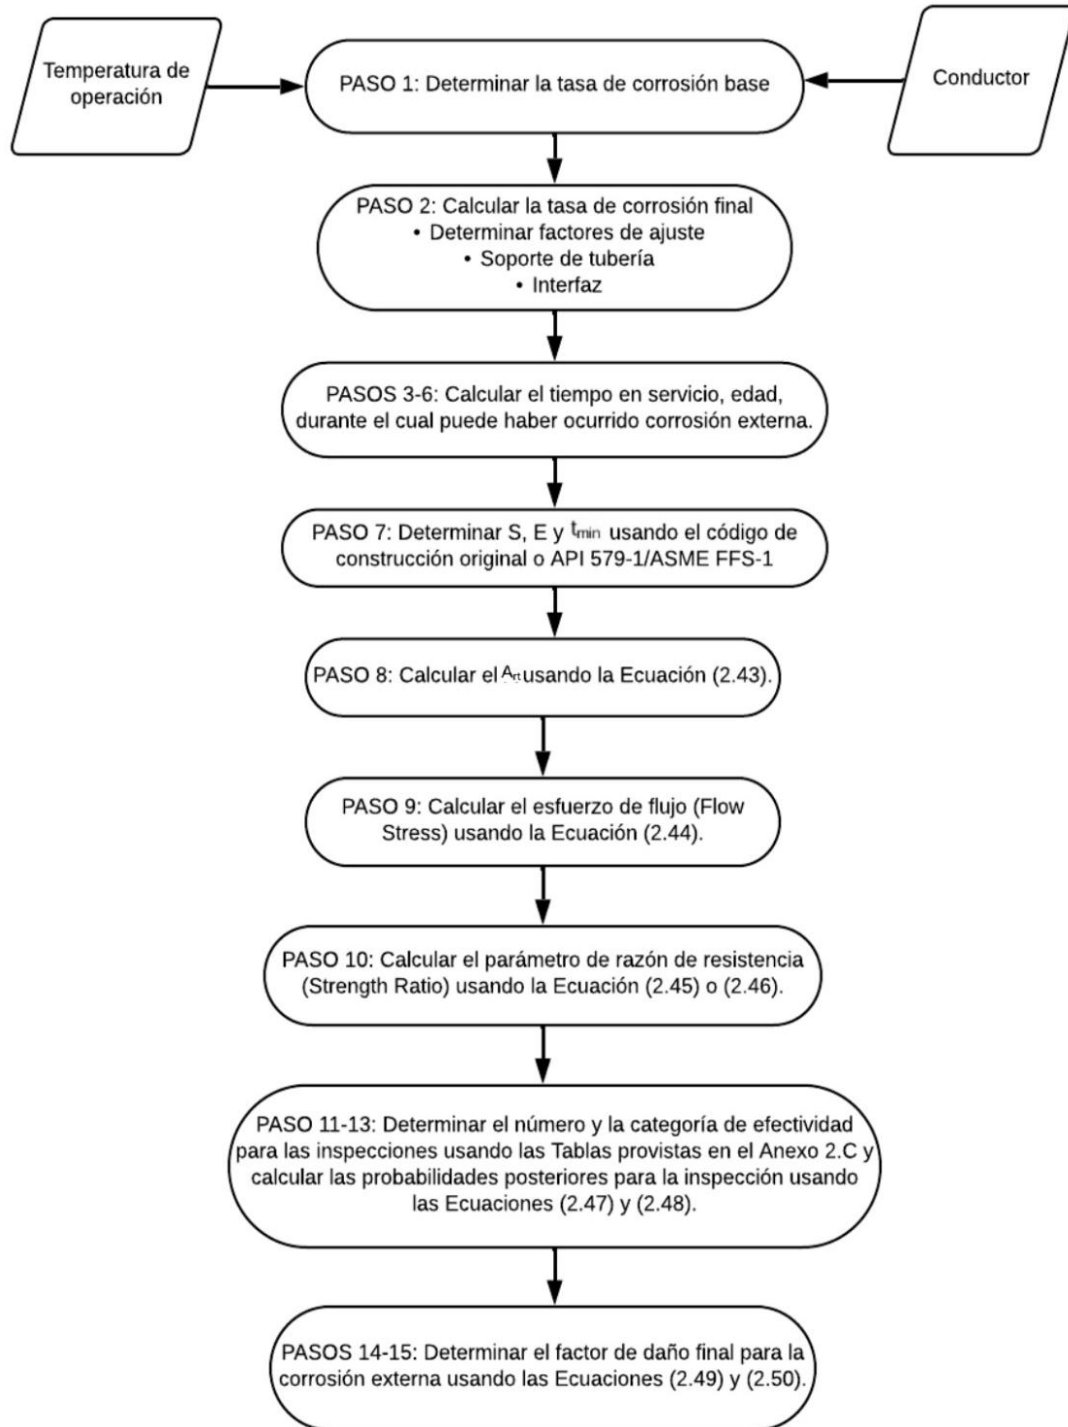 Temperatura de
operación
PASO 1: Determinar la tasa de corrosión base
Conductor
PASO 2: Calcular la tasa de corrosión final
• Determinar factores de ajuste
• Soporte de tubería
• Interfaz
PASOS 3-6: Calcular el tiempo en servicio, edad,
durante el cual puede haber ocurrido corrosión externa.
PASO 7: Determinar S, E y tmin usando el código de
construcción original o API 579-1/ASME FFS-1
PASO 8: Calcular el Art usando la Ecuación (2.43).
PASO 9: Calcular el esfuerzo de flujo (Flow
Stress) usando la Ecuación (2.44).
PASO 10: Calcular el parámetro de razón de resistencia
(Strength Ratio) usando la Ecuación (2.45) o (2.46).
PASO 11-13: Determinar el número y la categoría de efectividad
para las inspecciones usando las Tablas provistas en el Anexo 2.C y
calcular las probabilidades posteriores para la inspección usando
las Ecuaciones (2.47) y (2.48).
PASOS 14-15: Determinar el factor de daño final para la
corrosión externa usando las Ecuaciones (2.49) y (2.50).